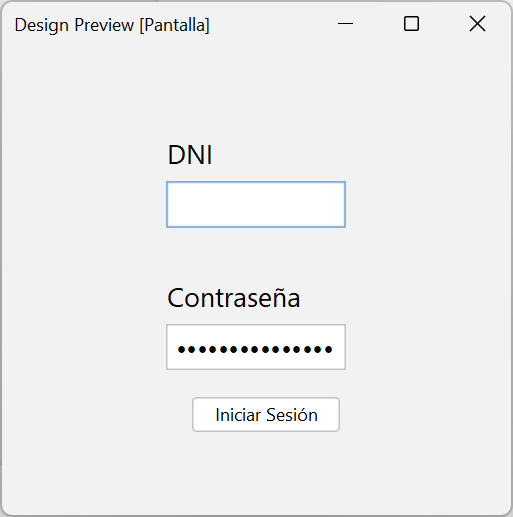 Design Preview [Pantalla]
DNI
Contraseña
•••••••••••••••
Iniciar Sesión